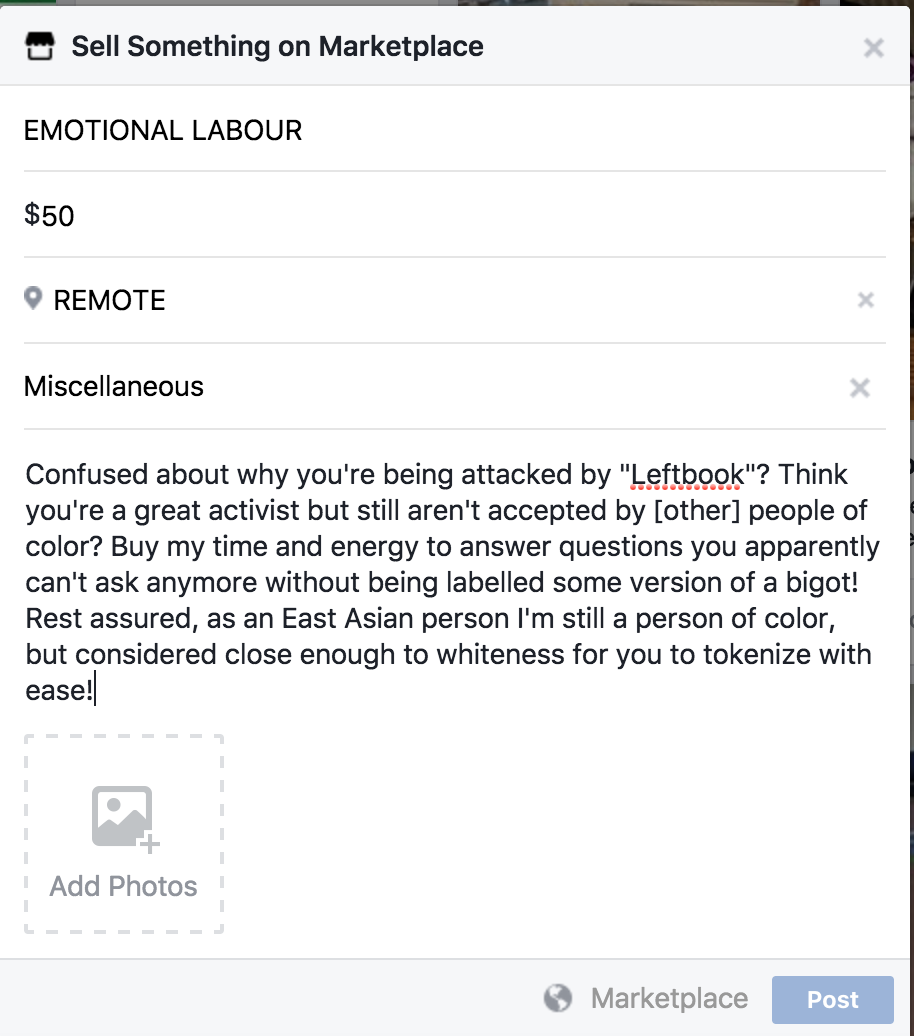 Sell Something on Marketplace
EMOTIONAL LABOUR
$50
REMOTE
Miscellaneous
Confused about why you're being attacked by "Leftbook"? Think
you're a great activist but still aren't accepted by [other] people of
color? Buy my time and energy to answer questions you apparently
can't ask anymore without being labelled some version of a bigot!
Rest assured, as an East Asian person I'm still a person of color,
but considered close enough to whiteness for you to tokenize with
ease!
Add Photos
Marketplace
Post